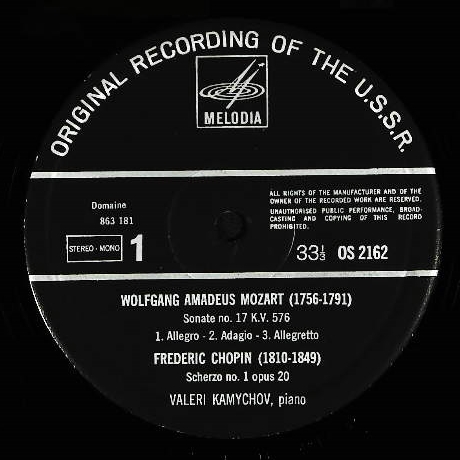 ORIGINAL RECORDING OF THE U.S.S.R.
MELODIA
Domaine
863 181
STEREO - MONO 1
ALL RIGHTS OF THE MANUFACTURER AND OF THE
OWNER OF THE RECORDED WORK ARE RESERVED.
UNAUTHORISED PUBLIC PERFORMANCE, BROAD-
CASTING AND COPYING OF THIS RECORD
PROHIBITED.
33 1/3 OS 2162
WOLFGANG AMADEUS MOZART (1756-1791)
Sonate no. 17 K.V. 576
1. Allegro - 2. Adagio - 3. Allegretto
FREDERIC CHOPIN (1810-1849)
Scherzo no. 1 opus 20
VALERI KAMYCHOV, piano